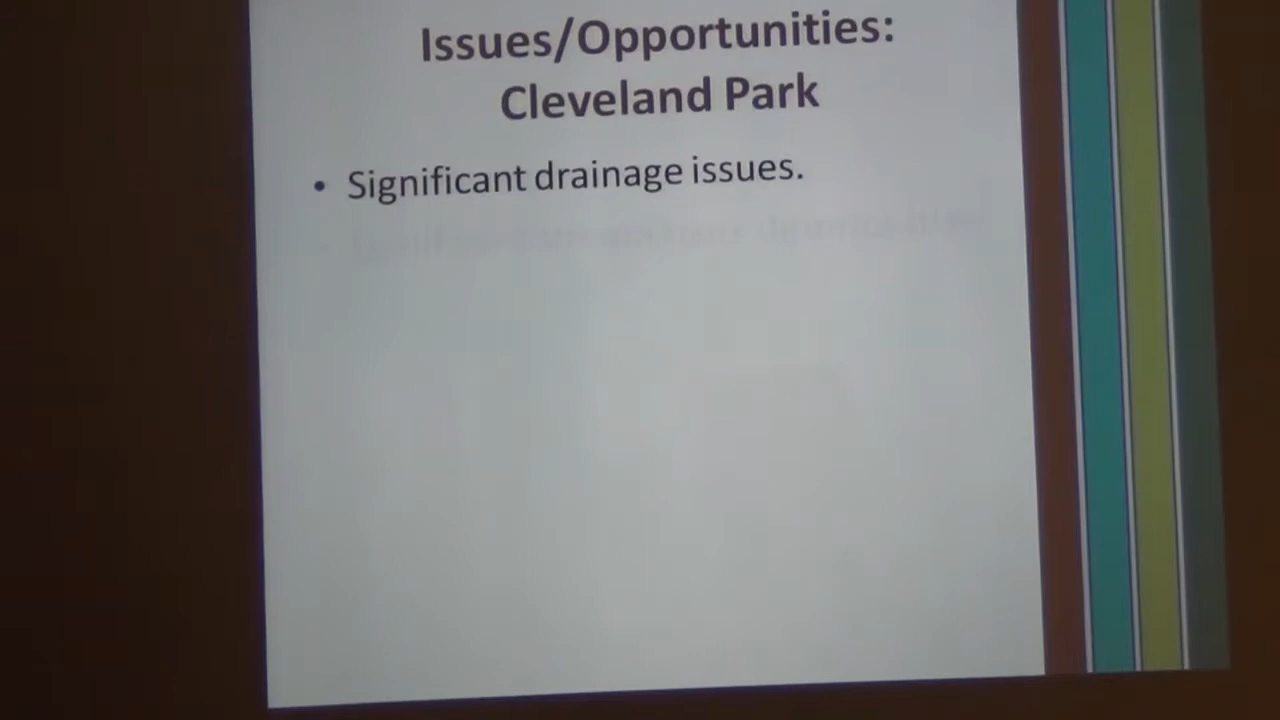 Issues/Opportunities:
Cleveland Park
• Significant drainage issues.